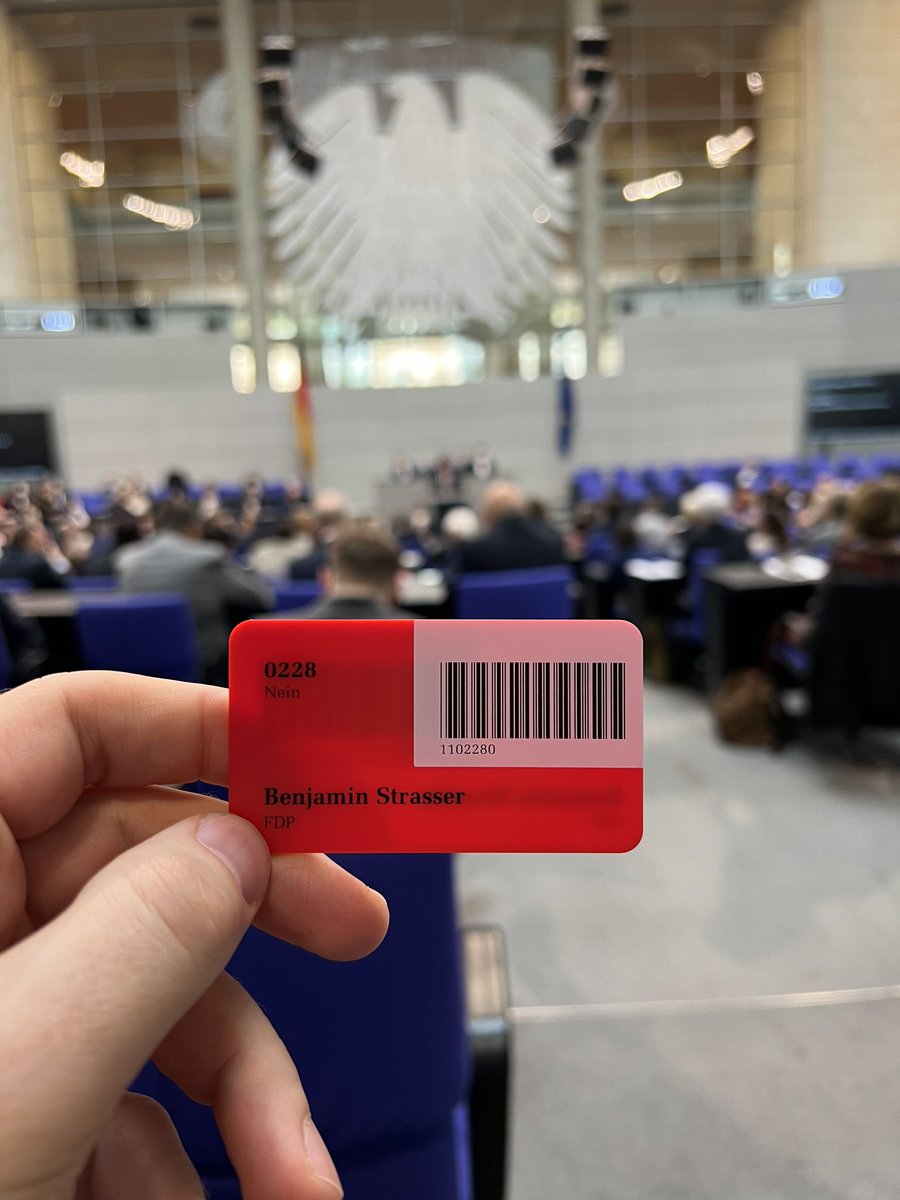 0228
Nein
1102280
Benjamin Strasser
FDP